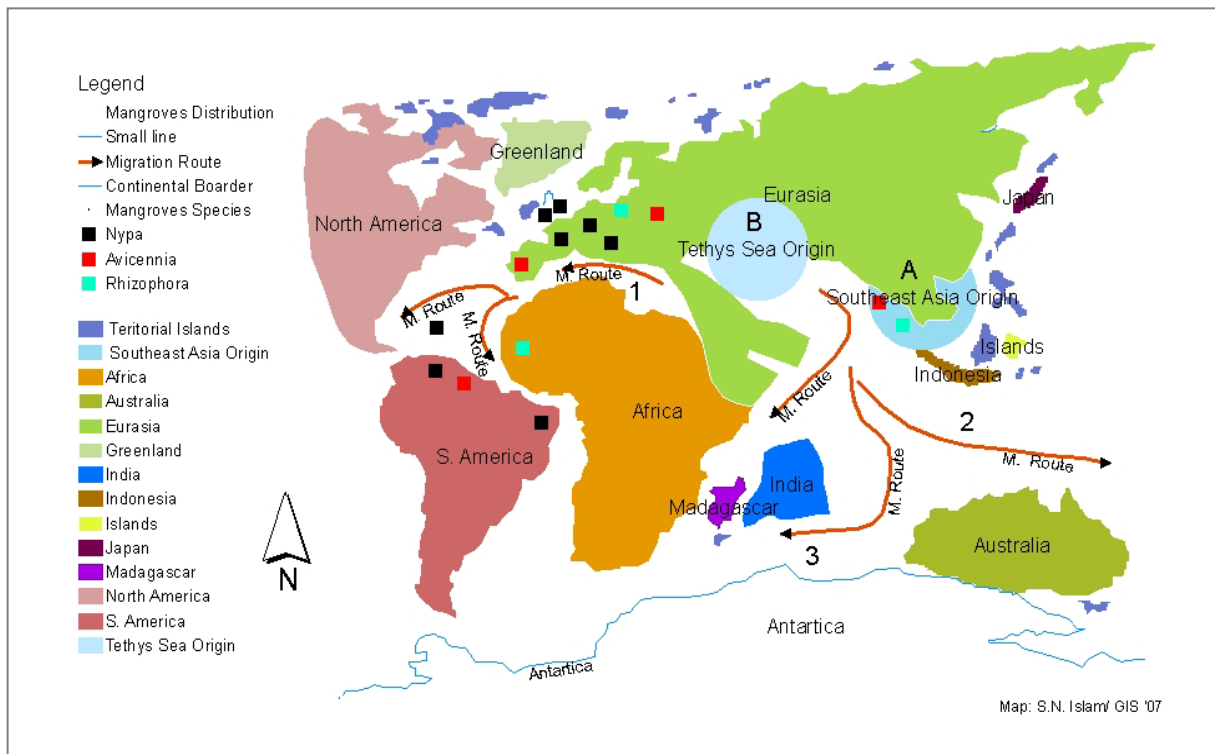 Legend
Mangroves Distribution
Small line
Migration Route
Continental Boarder
Mangroves Species
Nypa
Avicennia
Rhizophora
Teritorial Islands
Southeast Asia Origin
Africa
Australia
Eurasia
Greenland
India
Indonesia
Islands
Japan
Madagascar
North America
S. America
Tethys Sea Origin
N
Greenland
North America
Eurasia
Japan
B
Tethys Sea Origin
A
Southeast Asia Origin
M. Route
1
M. Route
M. Route
Islands
Indonesia
M. Route
Africa
2
M. Route
S. America
M. Route
India
Madagascar
3
Australia
Antartica
Antartica
Map: S.N. Islam/ GIS '07